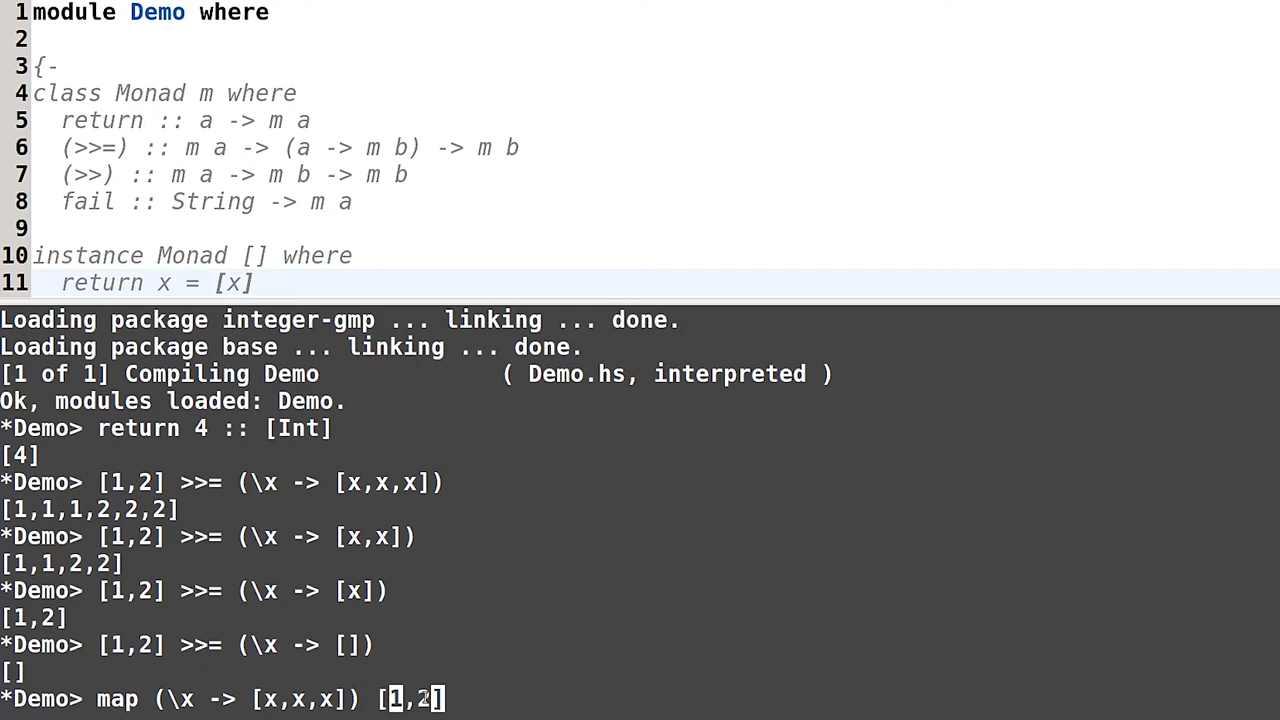 1 module Demo where
2
3 {-
4 class Monad m where
5   return :: a -> m a
6   (>>=) :: m a -> (a -> m b) -> m b
7   (>>) :: m a -> m b -> m b
8   fail :: String -> m a
9
10 instance Monad [] where
11   return x = [x]
Loading package integer-gmp ... linking ... done.
Loading package base ... linking ... done.
[1 of 1] Compiling Demo             ( Demo.hs, interpreted )
Ok, modules loaded: Demo.
*Demo> return 4 :: [Int]
[4]
*Demo> [1,2] >>= (\x -> [x,x,x])
[1,1,1,2,2,2]
*Demo> [1,2] >>= (\x -> [x,x])
[1,1,2,2]
*Demo> [1,2] >>= (\x -> [x])
[1,2]
*Demo> [1,2] >>= (\x -> [])
[]
*Demo> map (\x -> [x,x,x]) [1,2]